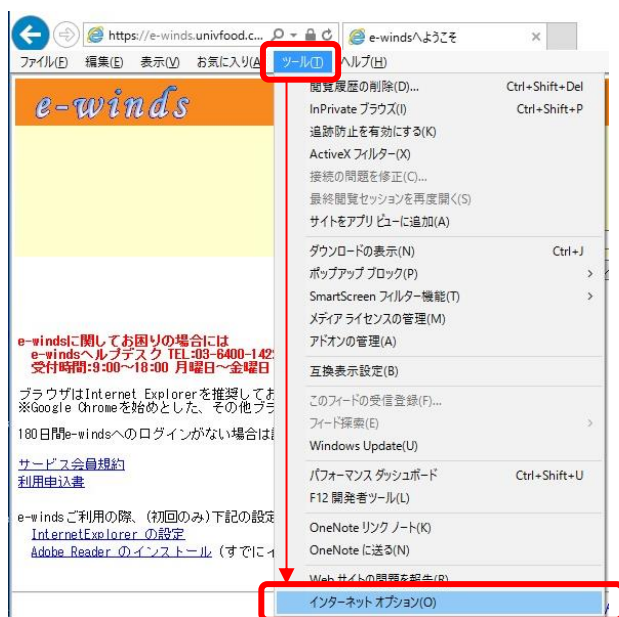 https://e-winds.univfood.c...
e-windsへようこそ
ファイル(F) 編集(E) 表示(V) お気に入り(A ツール(T) ヘルプ(H)
e-winds
閲覧履歴の削除(D)... Ctrl+Shift+Del
InPrivate ブラウズ(I) Ctrl+Shift+P
追跡防止を有効にする(K)
ActiveX フィルター(X)
接続の問題を修正(C)...
最終閲覧セッションを再度開く(S)
サイトをアプリ ビューに追加(A)
ダウンロードの表示(N) Ctrl+J
ポップアップ ブロック(P)
SmartScreen フィルター機能(T)
メディア ライセンスの管理(M)
アドオンの管理(A)
互換表示設定(B)
このフィードの受信登録(F)...
フィード探索(E)
Windows Update(U)
パフォーマンス ダッシュボード Ctrl+Shift+U
F12 開発者ツール(L)
OneNote リンク ノート(K)
OneNote に送る(N)
Web サイトの問題を報告(R)
インターネット オプション(O)
e-windsに関してお困りの場合には
e-windsヘルプデスク TEL:03-6400-142
受付時間:9:00～18:00 月曜日～金曜日
ブラウザはInternet Explorerを推奨してお
※Google Chromeを始めとした、その他ブラ
180日間e-windsへのログインがない場合は
サービス会員規約
利用申込書
e-windsご利用の際、(初回のみ)下記の設定
InternetExplorer の設定
Adobe Reader のインストール (すでにイ